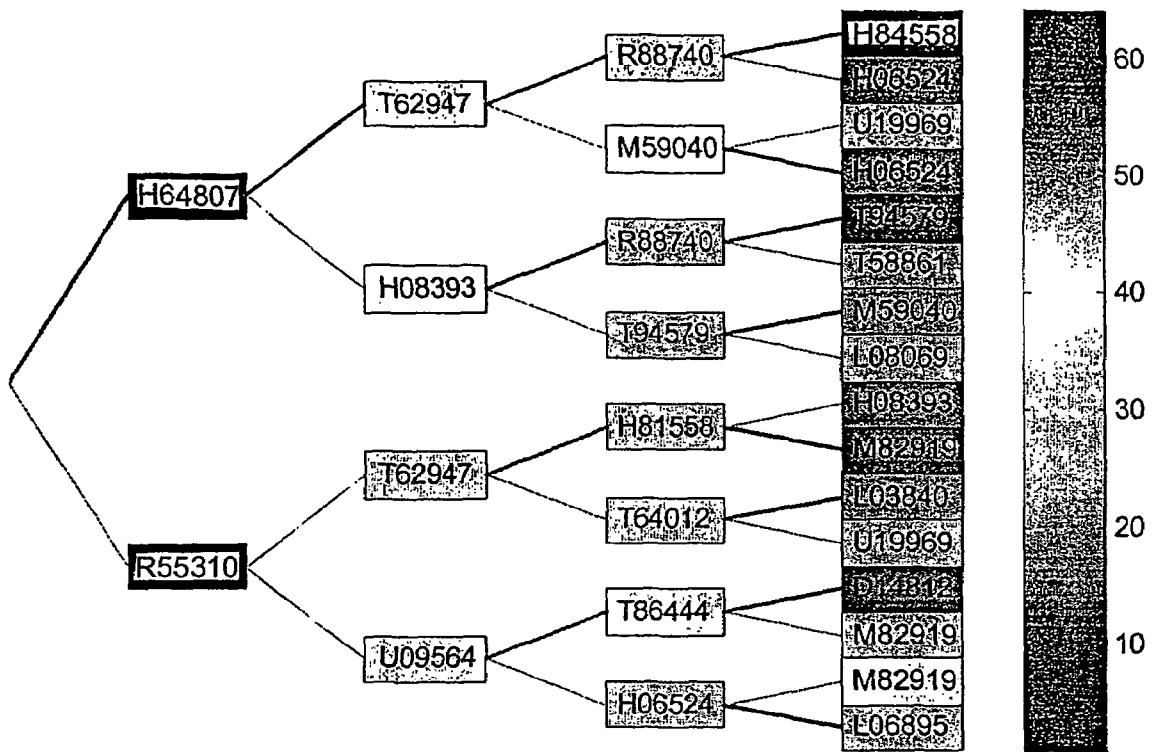 H64807
R55310
T62947
H08393
T62947
U09564
R88740
M59040
R88740
T94579
H81558
T64012
T86444
H06524
H84558
H06524
U19969
H06524
T94579
T58861
M59040
L08069
H08393
M82919
L03840
U19969
D14812
M82919
M82919
L06895
60
50
40
30
20
10